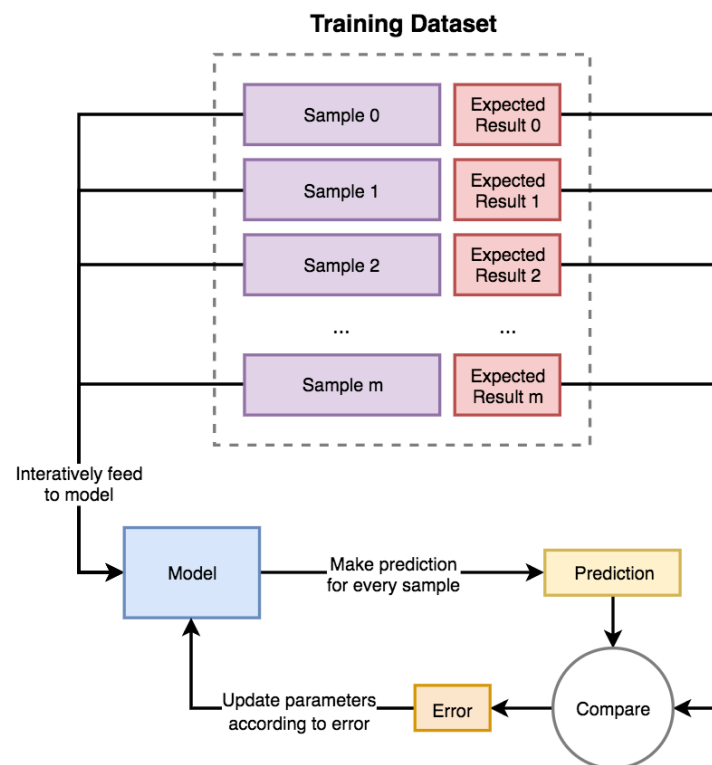 Training Dataset
Sample 0
Expected
Result 0
Sample 1
Expected
Result 1
Sample 2
Expected
Result 2
...
...
Sample m
Expected
Result m
Interatively feed
to model
Model
Make prediction
for every sample
Prediction
Update parameters
according to error
Error
Compare